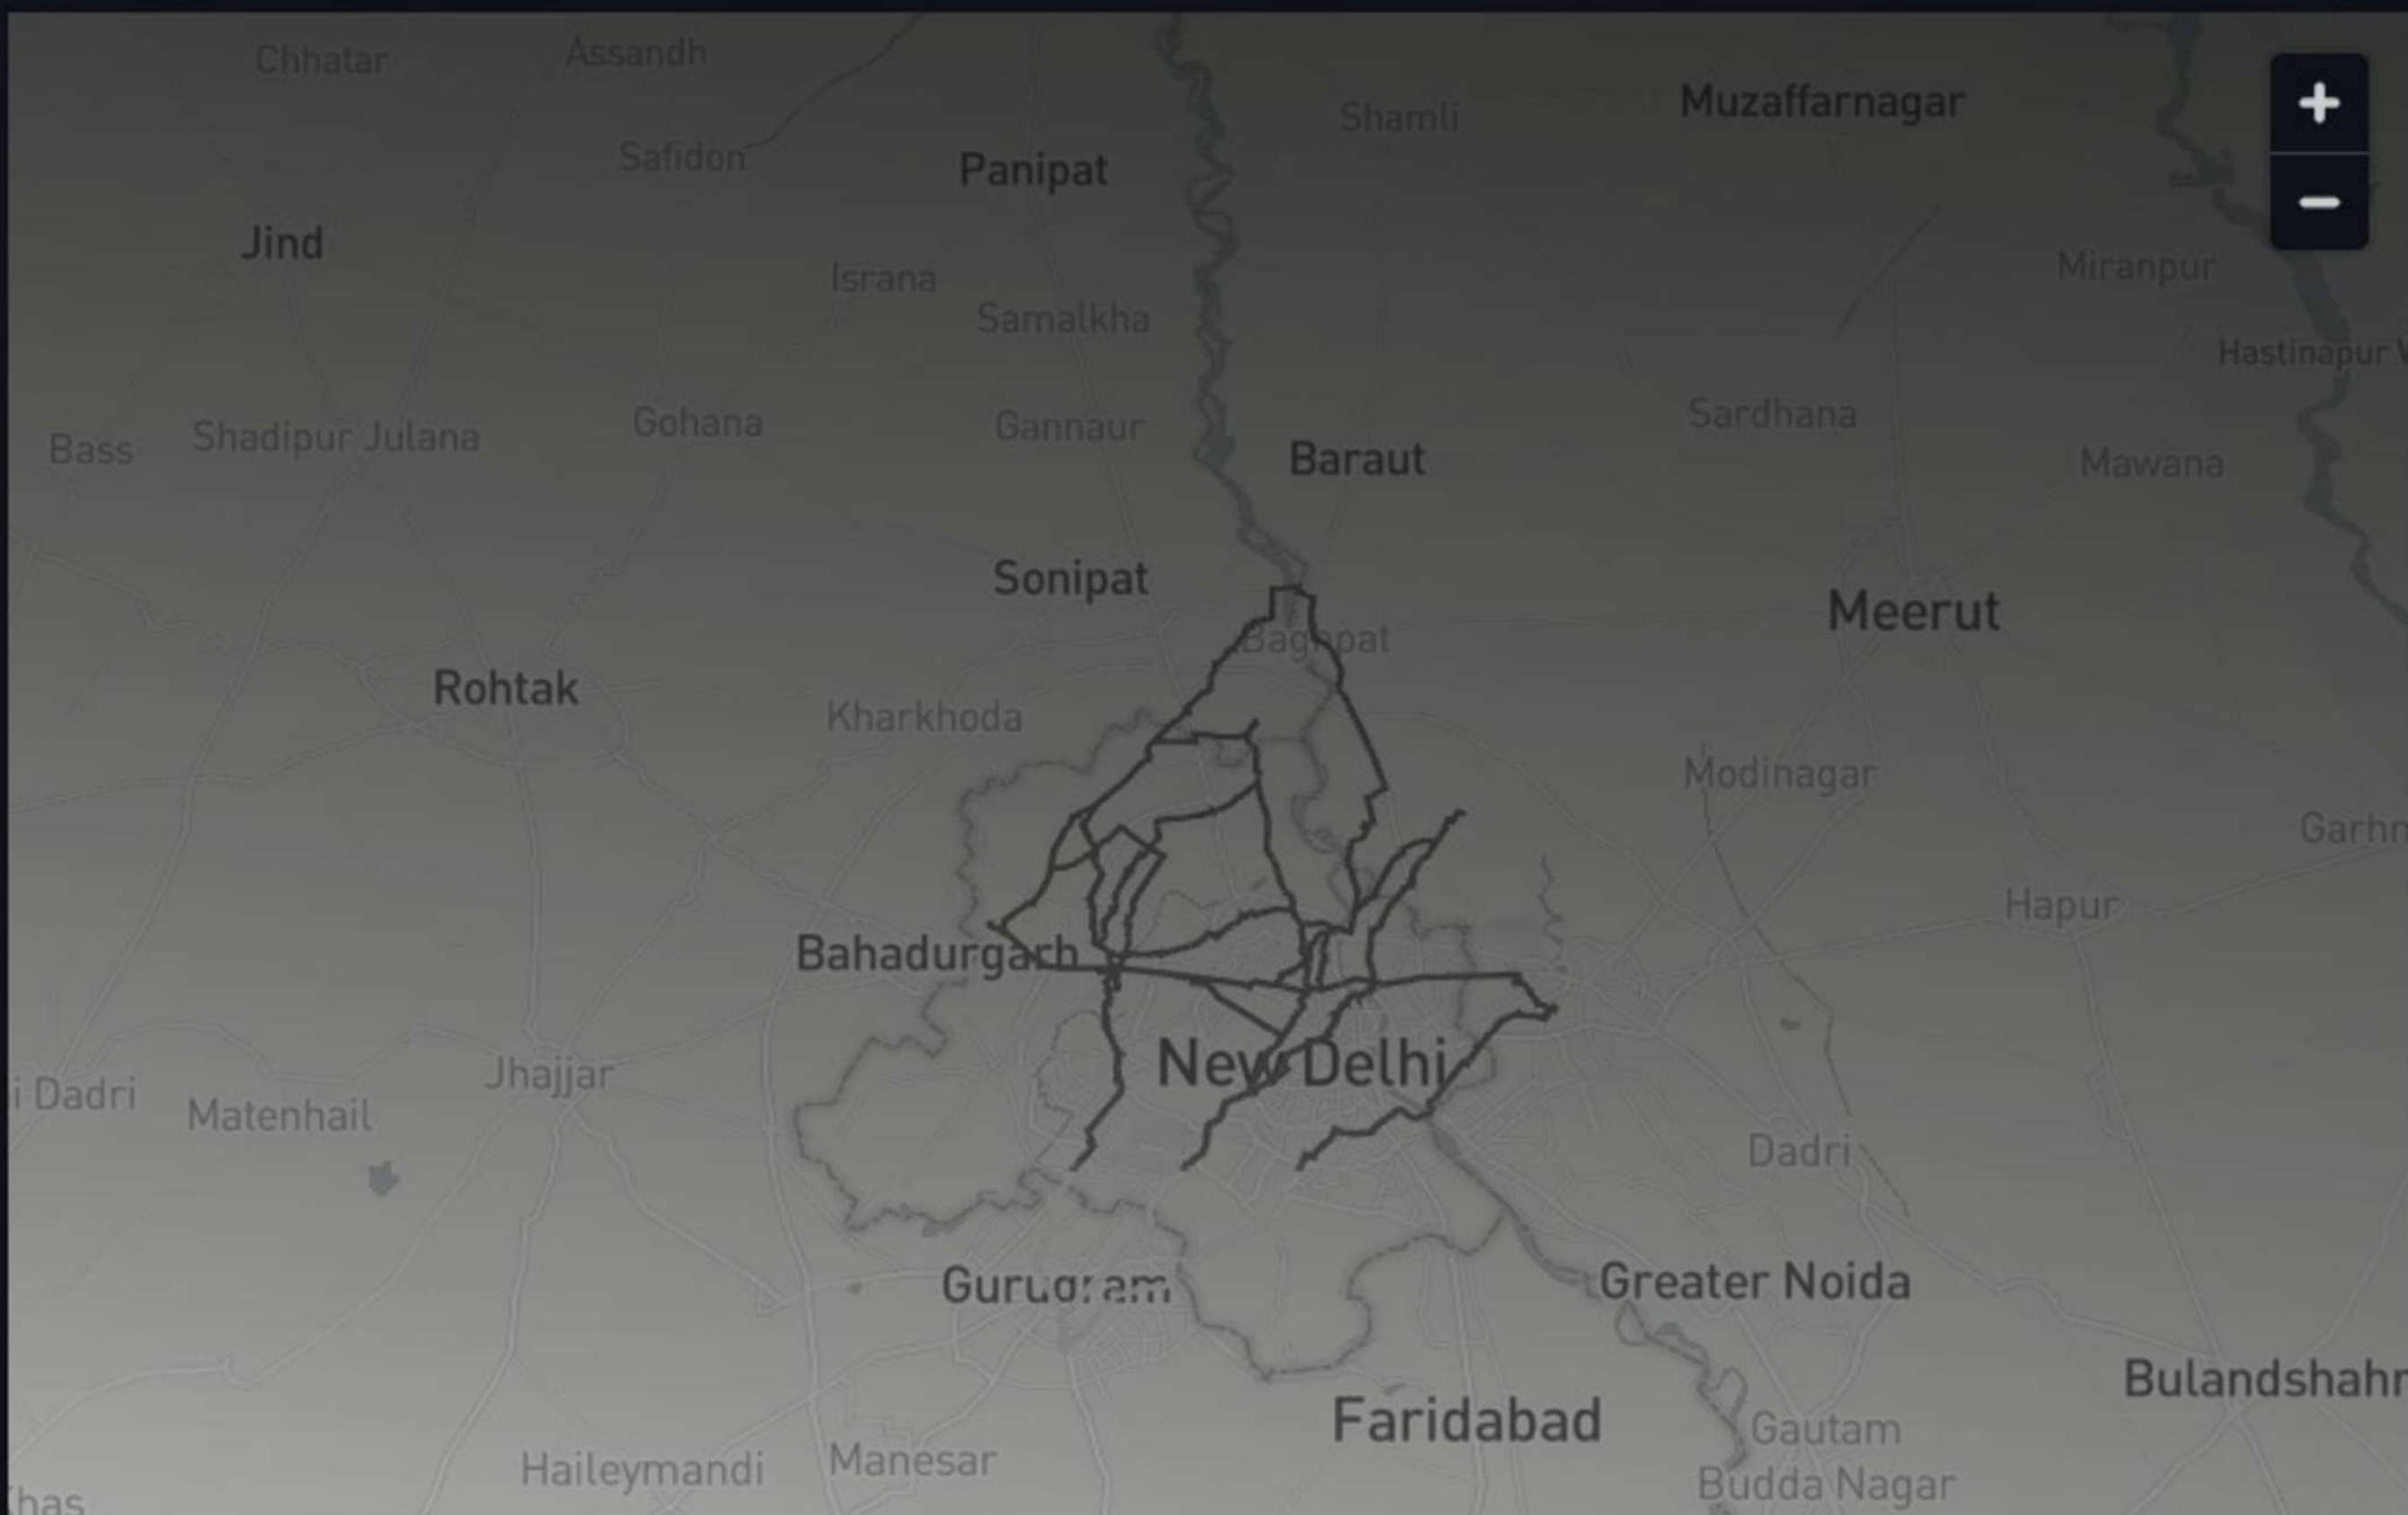 Chhatar
Assandh
Shamli
Muzaffarnagar
+
Safidon
Panipat
−
Jind
Israna
Miranpur
Samalkha
Hastinapur
Shadipur Julana
Gohana
Gannaur
Sardhana
Bass
Baraut
Mawana
Sonipat
Baghpat
Meerut
Rohtak
Kharkhoda
Modinagar
Hapur
Bahadurgarh
New Delhi
Jhajjar
i Dadri
Matenhail
Dadri
Gurugram
Greater Noida
Bulandshahr
Faridabad
Gautam
Budda Nagar
Haileymandi
Manesar